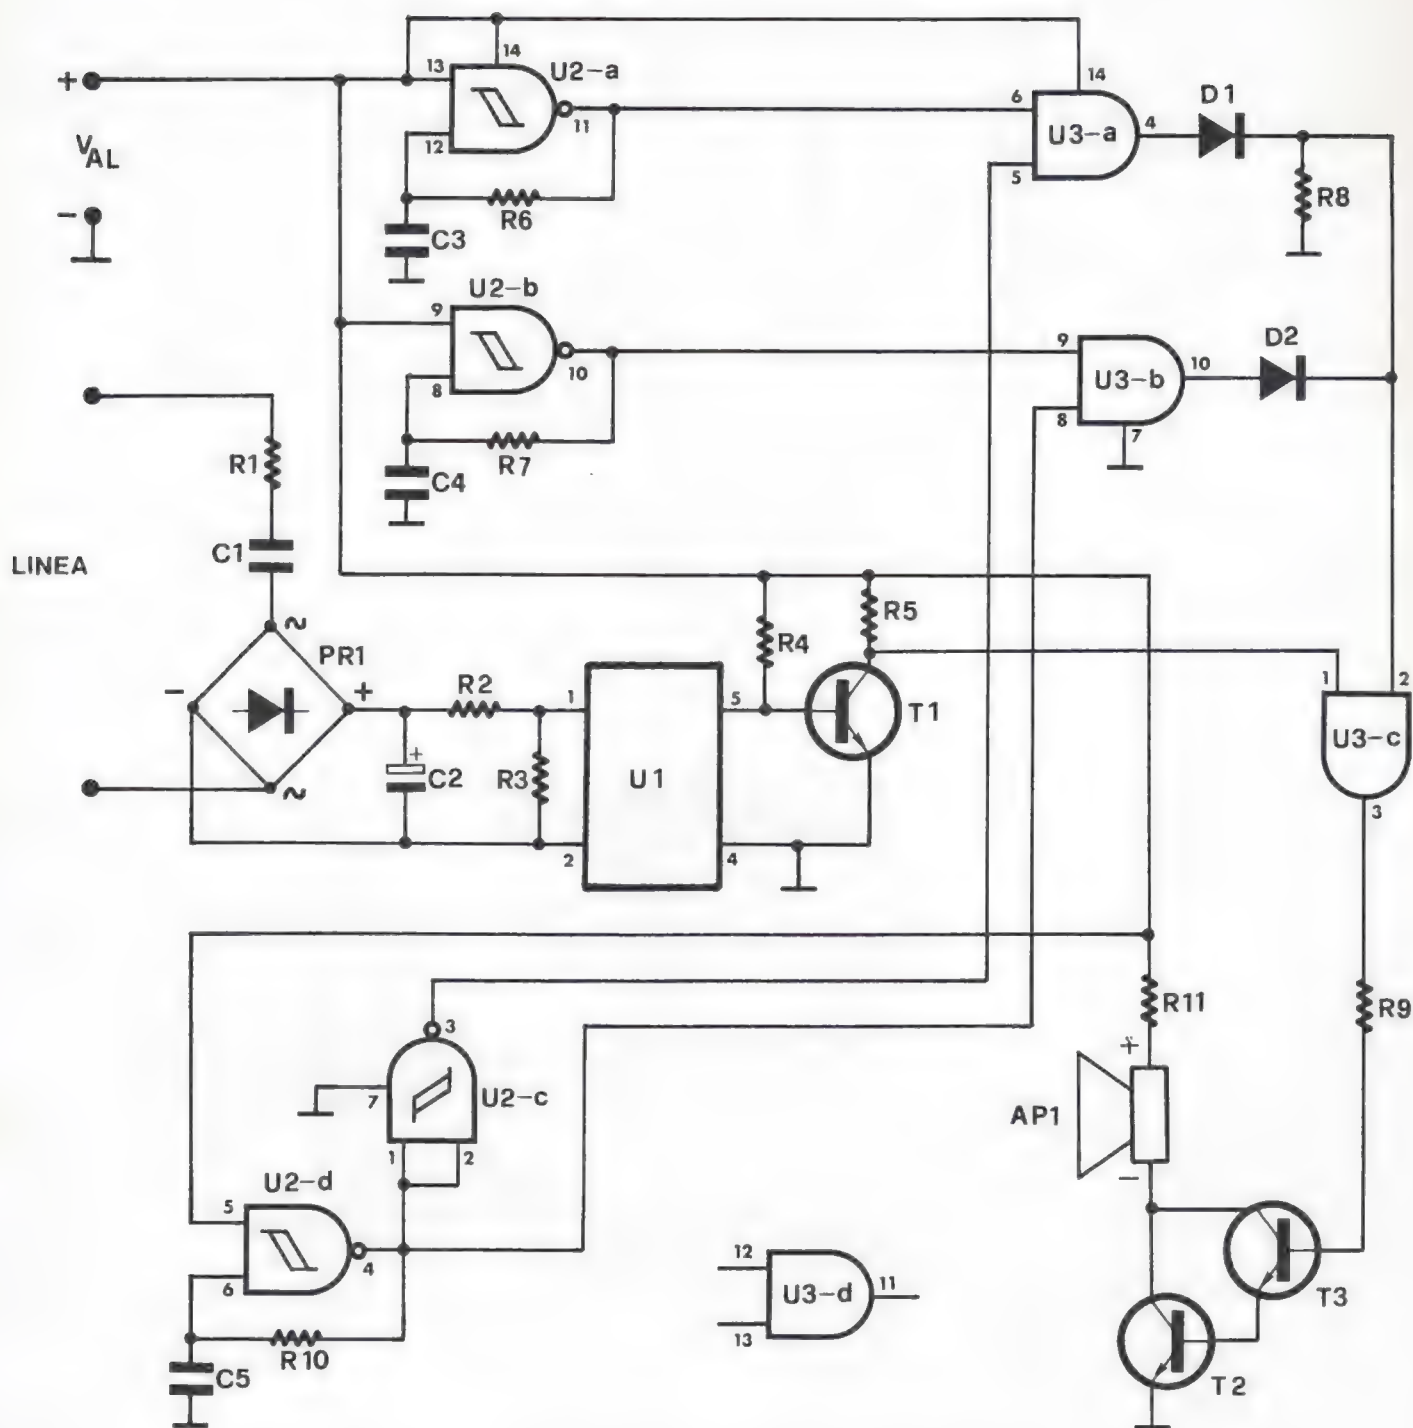 14
+
13
U2-a
11
12
V AL
-
R6
C3
6
14
U3-a
4
5
D1
R8
U2-b
9
8
10
R7
C4
9
8
U3-b
10
7
D2
R1
C1
LINEA
~
PR1
-
+
~
R2
+
C2
R3
1
2
U1
5
4
R4
R5
T1
1
2
U3-c
3
R9
R11
+
AP1
-
3
U2-c
7
1
2
U2-d
5
6
4
R10
C5
12
13
U3-d
11
T3
T2